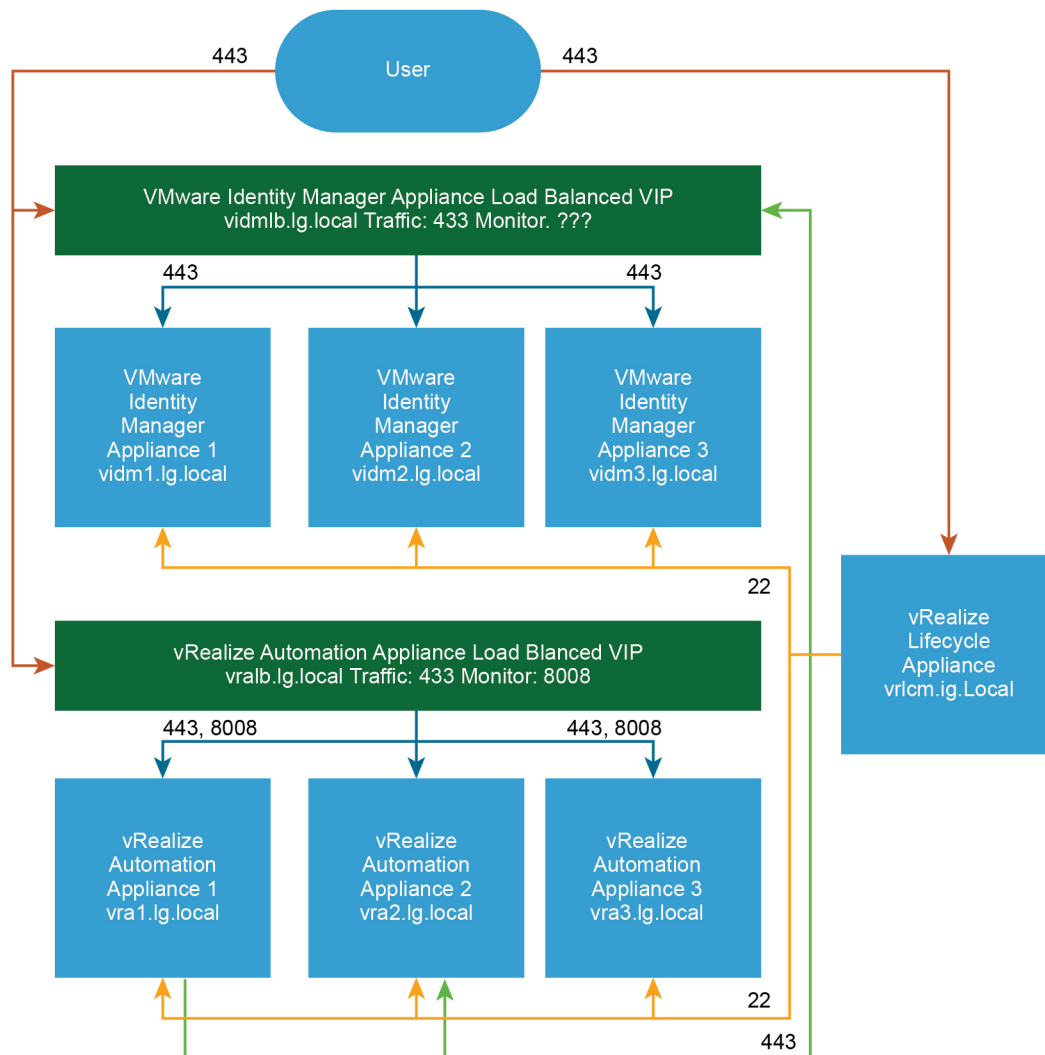 443
443
User
VMware Identity Manager Appliance Load Balanced VIP
vidmlb.lg.local Traffic: 433 Monitor. ???
443
443
VMware
Identity
Manager
Appliance 1
vidm1.lg.local
VMware
Identity
Manager
Appliance 2
vidm2.lg.local
VMware
Identity
Manager
Appliance 3
vidm3.lg.local
22
vRealize
Lifecycle
Appliance
vrlcm.ig.Local
vRealize Automation Appliance Load Blanced VIP
vralb.lg.local Traffic: 433 Monitor: 8008
443, 8008
443, 8008
vRealize
Automation
Appliance 1
vra1.lg.local
vRealize
Automation
Appliance 2
vra2.lg.local
vRealize
Automation
Appliance 3
vra3.lg.local
22
443